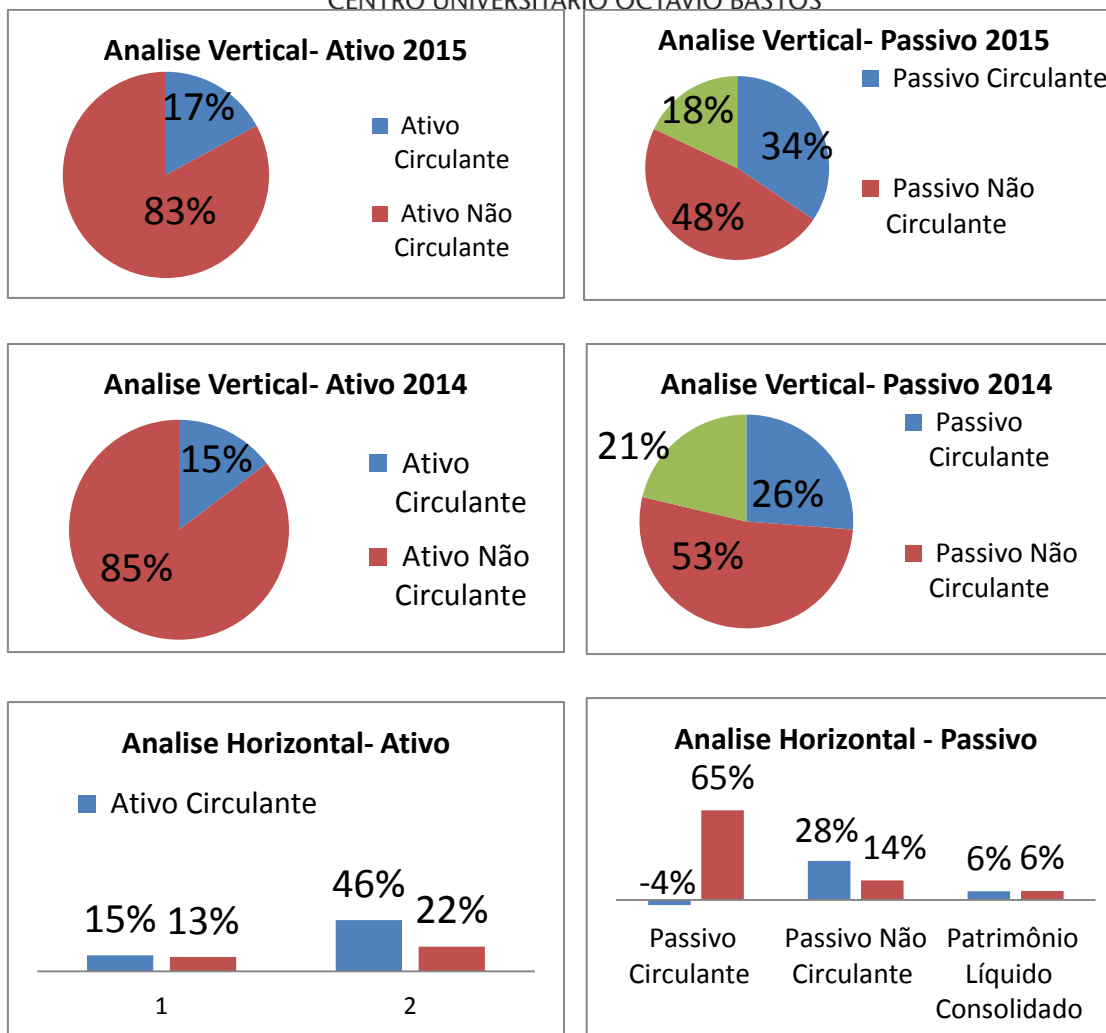 CENTRO UNIVERSITÁRIO OCTÁVIO BASTOS
Analise Vertical- Ativo 2015
17%
83%
Ativo
Circulante
Ativo Não
Circulante
Analise Vertical- Passivo 2015
18%
34%
48%
Passivo Circulante
Passivo Não
Circulante
Analise Vertical- Ativo 2014
15%
85%
Ativo
Circulante
Ativo Não
Circulante
Analise Vertical- Passivo 2014
21%
26%
53%
Passivo
Circulante
Passivo Não
Circulante
Analise Horizontal- Ativo
Ativo Circulante
15% 13%
46% 22%
1 2
Analise Horizontal - Passivo
-4% 65%
28% 14%
6% 6%
Passivo
Circulante
Passivo Não
Circulante
Patrimônio
Líquido
Consolidado